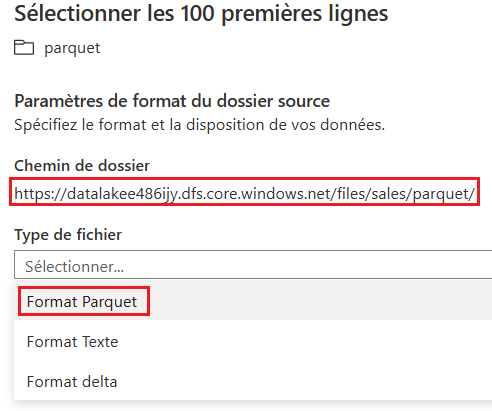 Sélectionner les 100 premières lignes
parquet
Paramètres de format du dossier source
Spécifiez le format et la disposition de vos données.
Chemin de dossier
https://datalakee486ijy.dfs.core.windows.net/files/sales/parquet/
Type de fichier
Sélectionner...
Format Parquet
Format Texte
Format delta